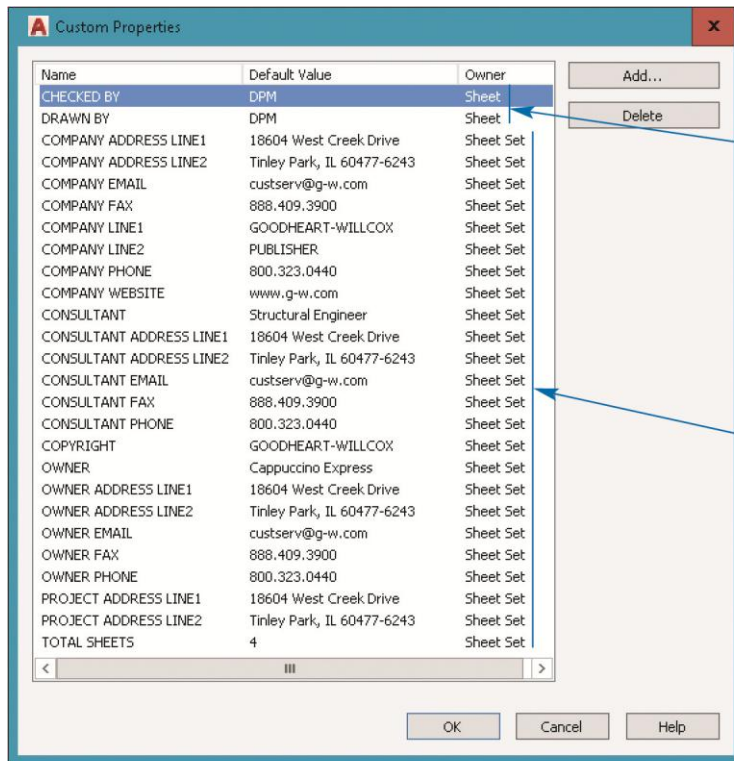 Custom Properties
Name Default Value Owner Add...
CHECKED BY DPM Sheet
DRAWN BY DPM Sheet Delete
COMPANY ADDRESS LINE1 18604 West Creek Drive Sheet Set
COMPANY ADDRESS LINE2 Tinley Park, IL 60477-6243 Sheet Set
COMPANY EMAIL custserv@g-w.com Sheet Set
COMPANY FAX 888.409.3900 Sheet Set
COMPANY LINE1 GOODHEART-WILLCOX Sheet Set
COMPANY LINE2 PUBLISHER Sheet Set
COMPANY PHONE 800.323.0440 Sheet Set
COMPANY WEBSITE www.g-w.com Sheet Set
CONSULTANT Structural Engineer Sheet Set
CONSULTANT ADDRESS LINE1 18604 West Creek Drive Sheet Set
CONSULTANT ADDRESS LINE2 Tinley Park, IL 60477-6243 Sheet Set
CONSULTANT EMAIL custserv@g-w.com Sheet Set
CONSULTANT FAX 888.409.3900 Sheet Set
CONSULTANT PHONE 800.323.0440 Sheet Set
COPYRIGHT GOODHEART-WILLCOX Sheet Set
OWNER Cappuccino Express Sheet Set
OWNER ADDRESS LINE1 18604 West Creek Drive Sheet Set
OWNER ADDRESS LINE2 Tinley Park, IL 60477-6243 Sheet Set
OWNER EMAIL custserv@g-w.com Sheet Set
OWNER FAX 888.409.3900 Sheet Set
OWNER PHONE 800.323.0440 Sheet Set
PROJECT ADDRESS LINE1 18604 West Creek Drive Sheet Set
PROJECT ADDRESS LINE2 Tinley Park, IL 60477-6243 Sheet Set
TOTAL SHEETS 4 Sheet Set
OK Cancel Help